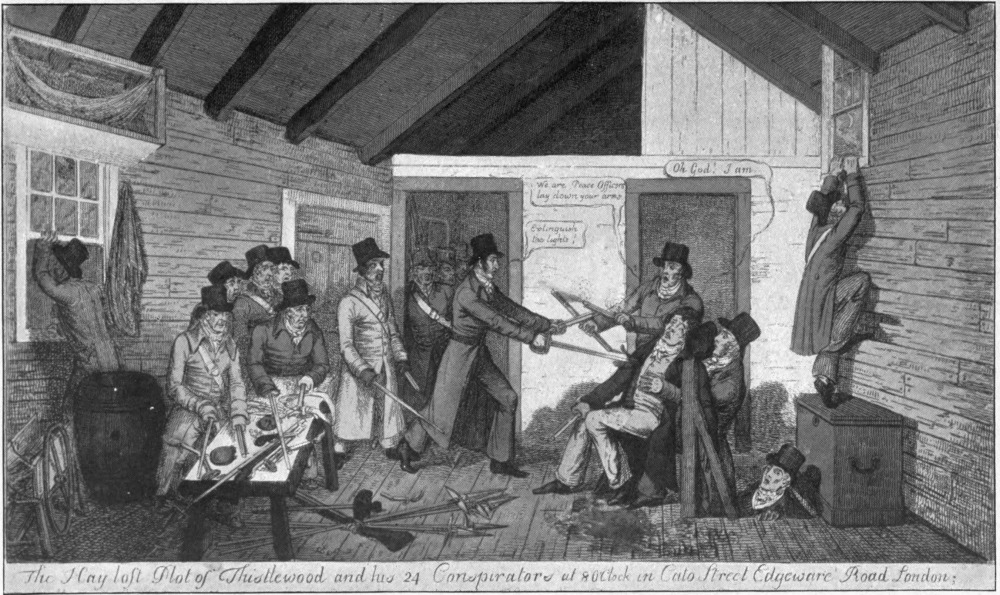 We are Peace Officers
lay down your arms
Extinguish
the lights!
Oh God! I am
The Hay loft Plot of Thistlewood and his 24 Conspirators at 8 O'Clock in Cato Street Edgeware Road London;